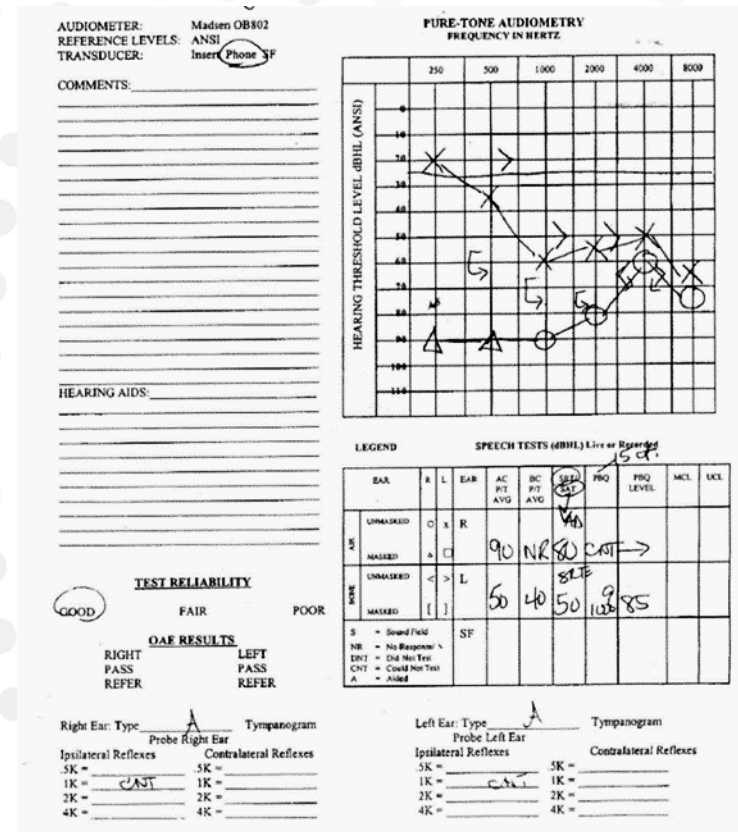 AUDIOMETER: Madsen OB802
REFERENCE LEVELS: ANSI
TRANSDUCER: Insert Phone SF
COMMENTS:
HEARING AIDS:
TEST RELIABILITY
GOOD FAIR POOR
OAE RESULTS
RIGHT LEFT
PASS PASS
REFER REFER
PURE-TONE AUDIOMETRY
FREQUENCY IN HERTZ
250 500 1000 2000 4000 8000
HEARING THRESHOLD LEVEL dBHL (ANSI)
0
10
20
30
40
50
60
70
80
90
100
110
LEGEND SPEECH TESTS (dBHL) Live or Recorded
EAR R L EAR AC P/T AVG BC P/T AVG SRT/ SAT PBQ PBQ LEVEL MCL UCL
AIR UNMASKED O X R
MASKED △ □ 90 NR 80 CNT →
BONE UNMASKED < > L
MASKED [ ] 50 40 50 100 85
S = Sound Field SF
NR = No Response
DNT = Did Not Test
CNT = Could Not Test
A = Aided
Right Ear: Type A Tympanogram
Probe Right Ear
Ipsilateral Reflexes Contralateral Reflexes
.5K = .5K =
1K = CNT 1K =
2K = 2K =
4K = 4K =
Left Ear: Type A Tympanogram
Probe Left Ear
Ipsilateral Reflexes Contralateral Reflexes
.5K = .5K =
1K = CNT 1K =
2K = 2K =
4K = 4K =